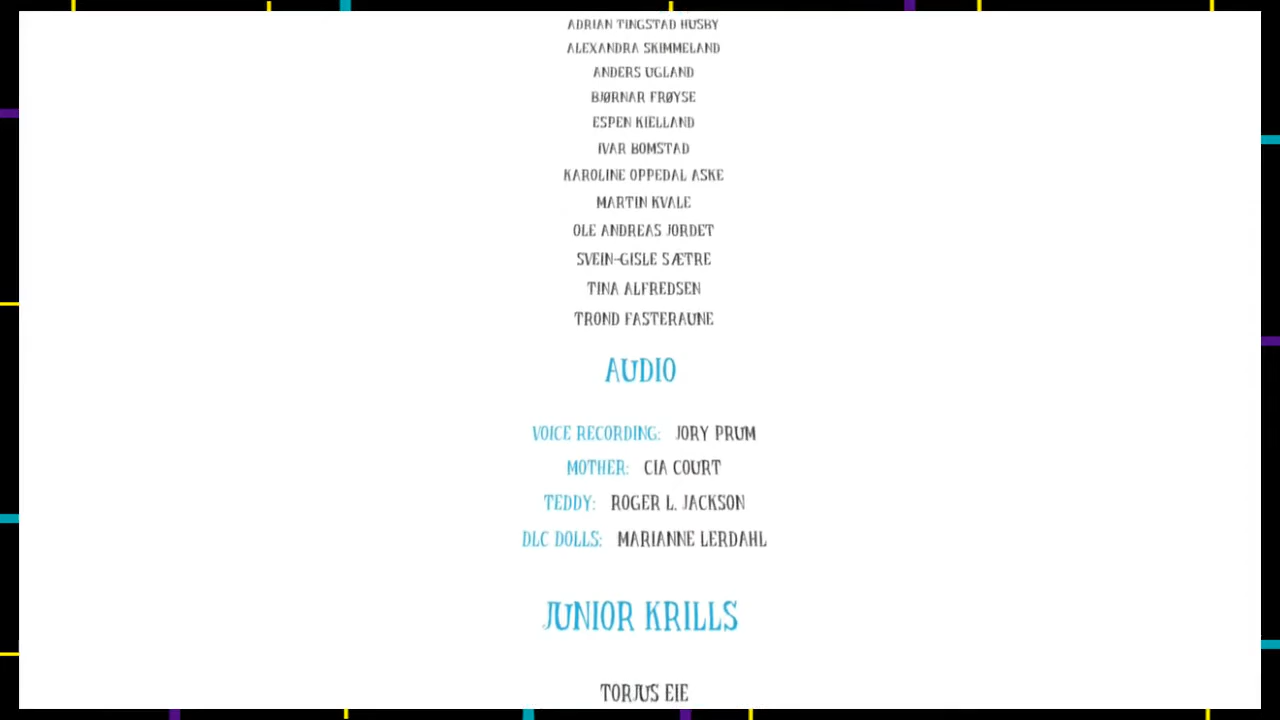 ADRIAN TINGSTAD HUSBY
ALEXANDRA SKIMMELAND
ANDERS UGLAND
BJØRNAR FRØYSE
ESPEN KIELLAND
IVAR BOMSTAD
KAROLINE OPPEDAL ASKE
MARTIN KVALE
OLE ANDREAS JORDET
SVEIN-GISLE SÆTRE
TINA ALFREDSEN
TROND FASTERAUNE
AUDIO
VOICE RECORDING: JORY PRUM
MOTHER: CIA COURT
TEDDY: ROGER L. JACKSON
DLC DOLLS: MARIANNE LERDAHL
JUNIOR KRILLS
TORJUS EIE